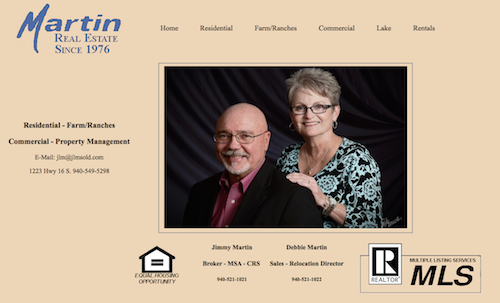 Martin
REAL ESTATE
SINCE 1976
Home Residential Farm/Ranches Commercial Lake Rentals
Residential - Farm/Ranches
Commercial - Property Management
E-Mail: jlm@jlmsold.com
1223 Hwy 16 S. 940-549-5298
Jimmy Martin
Broker - MSA - CRS
940-521-1021
Debbie Martin
Sales - Relocation Director
940-521-1022
EQUAL HOUSING
OPPORTUNITY
R
REALTOR
MULTIPLE LISTING SERVICES
MLS